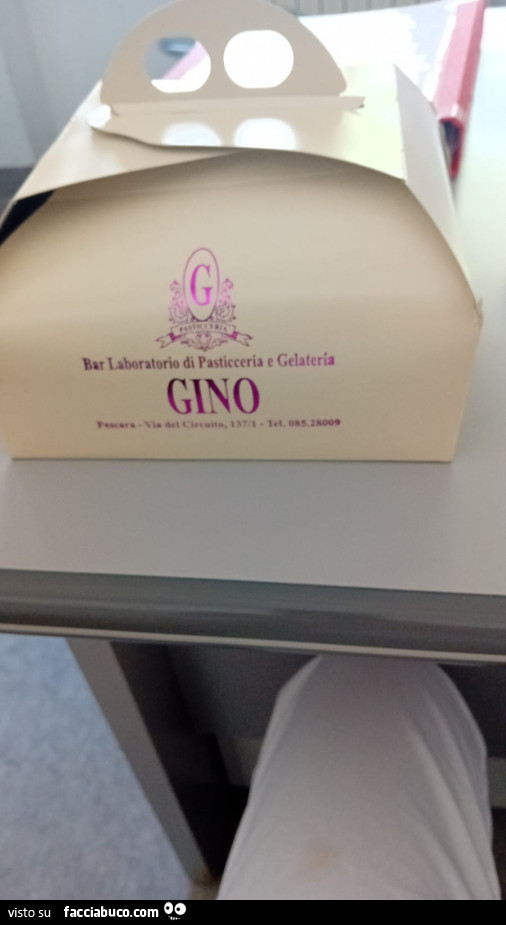 G
PASTICCERIA
Bar Laboratorio di Pasticceria e Gelateria
GINO
Pescara - Via del Circuito, 137/1 - Tel. 085.28009
visto su facciabuco.com